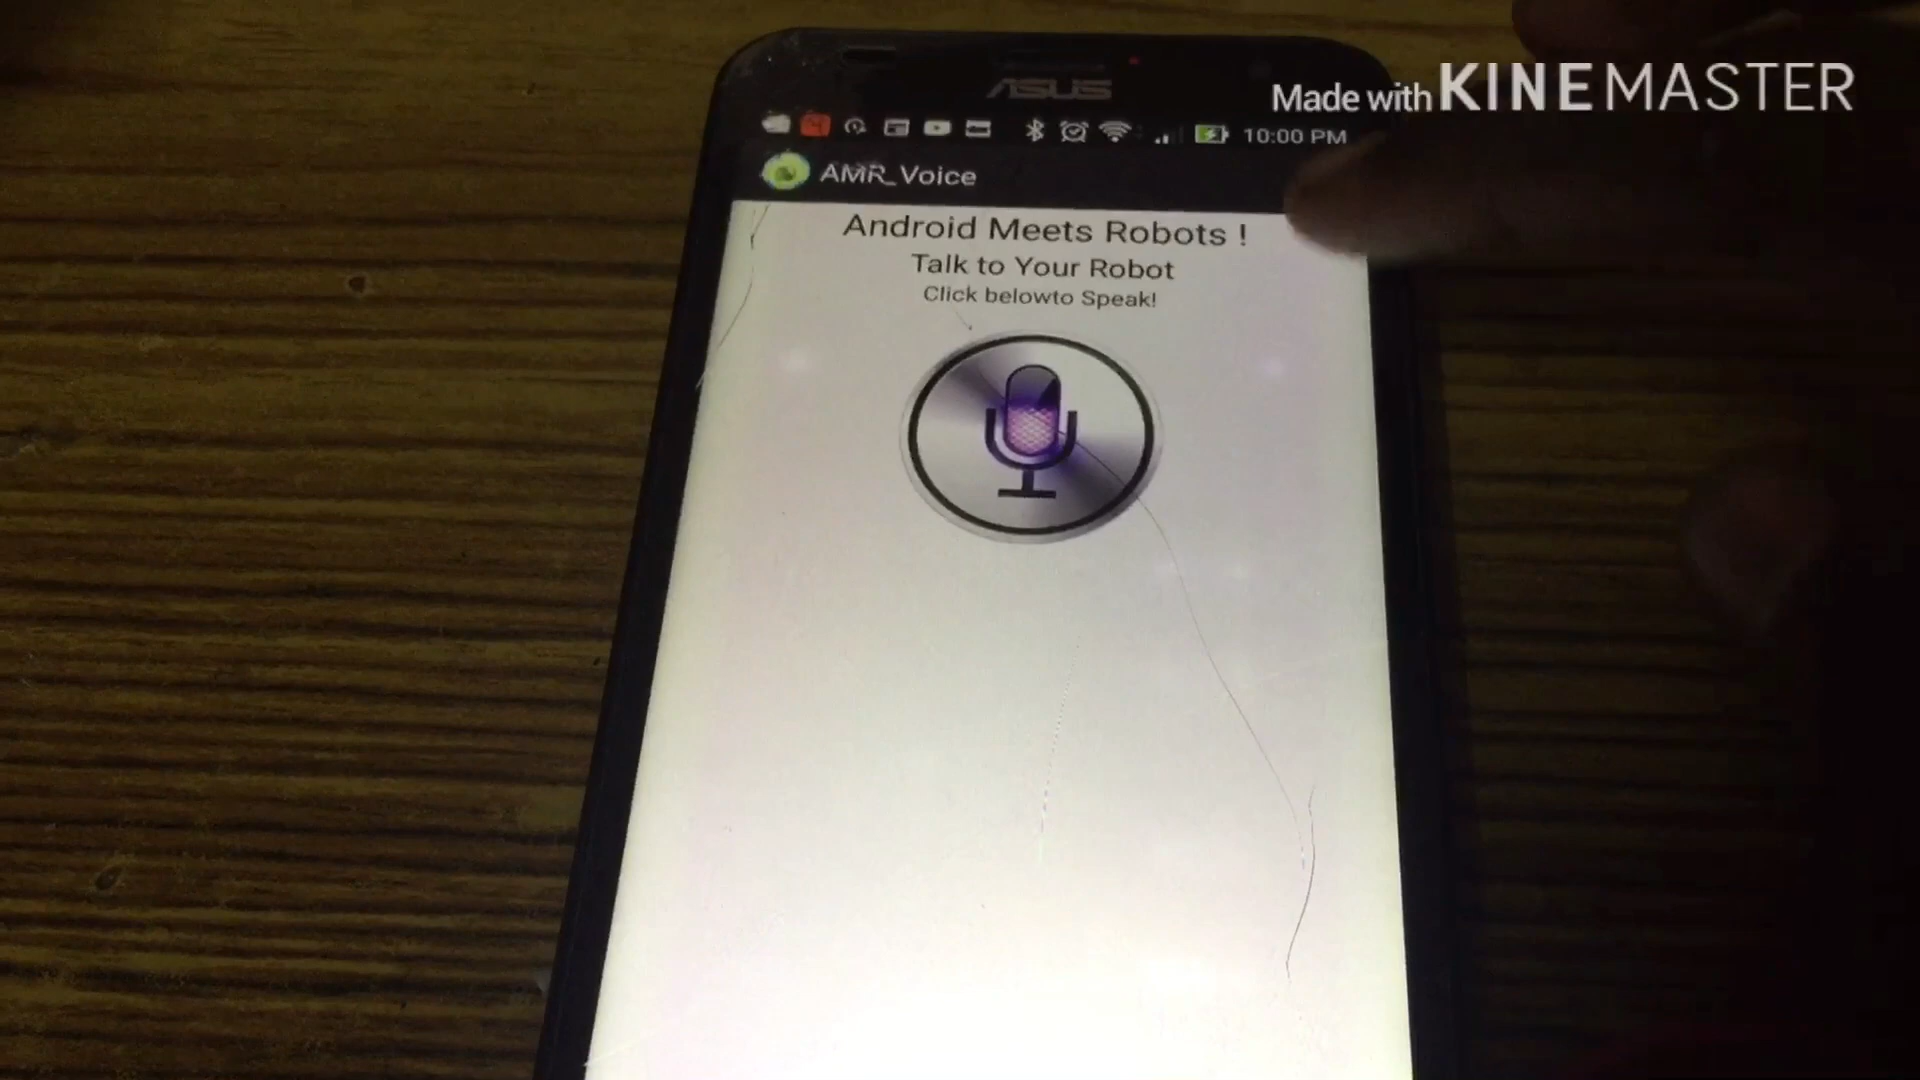 ASUS
Made with KINEMASTER
10:00 PM
AMR_Voice
Android Meets Robots !
Talk to Your Robot
Click belowto Speak!